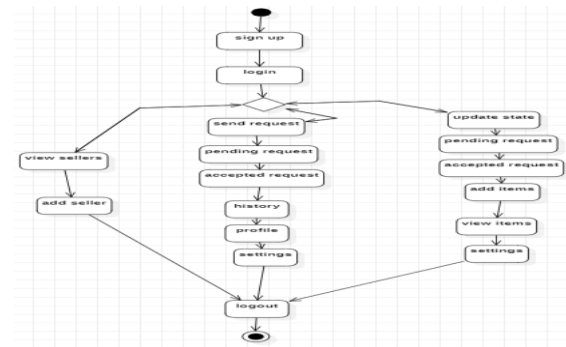 sign up
login
send request
pending request
accepted request
history
profile
settings
view sellers
add seller
update state
pending request
accepted request
add items
view items
settings
logout